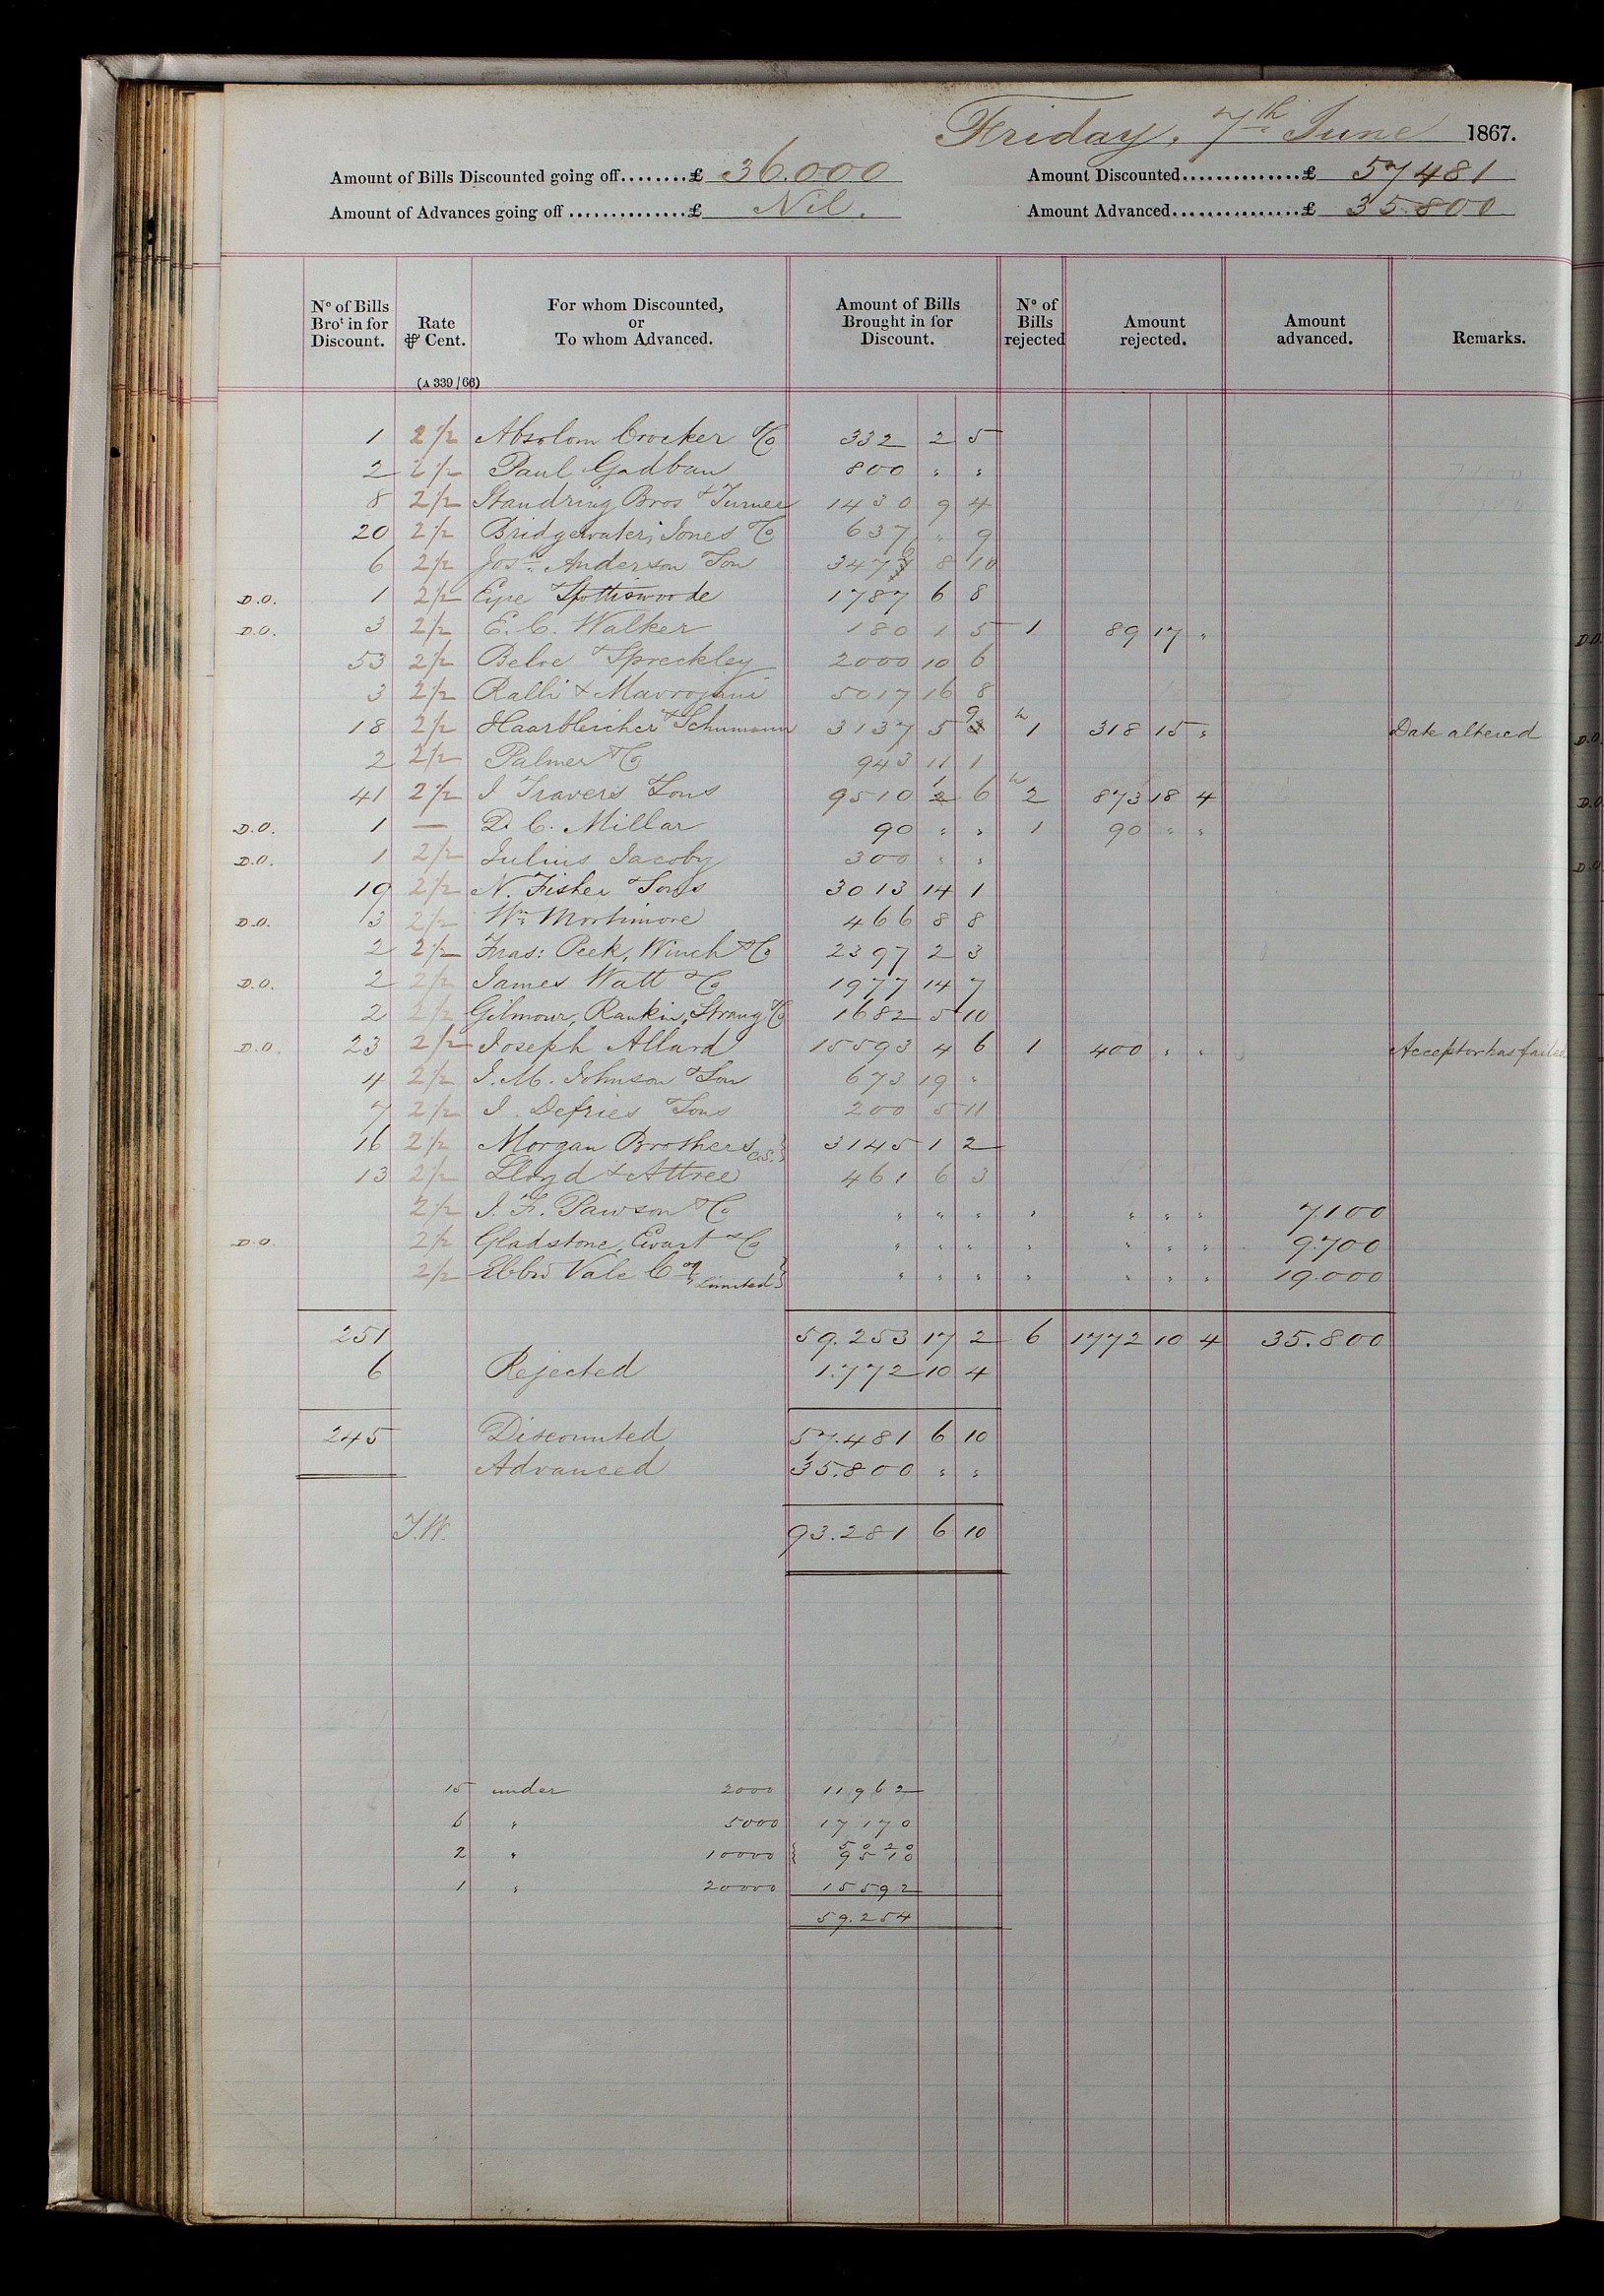 Friday, 7th June 1867.
Amount of Bills Discounted going off........£ 36.000 Amount Discounted..............£ 57481
Amount of Advances going off ..............£ Nil. Amount Advanced...............£ 35.800
No of Bills Brot in for Discount. Rate ⅌ Cent. For whom Discounted, or To whom Advanced. Amount of Bills Brought in for Discount. No of Bills rejected Amount rejected. Amount advanced. Remarks.
(A 339/66)
1 2½ Absolom Crocker &Co 332 2 5
2 2½ Paul Gadban 800 " "
8 2½ Standring Bros & Turner 1430 9 4
20 2½ Bridgewater, Jones &Co 637 " 9
6 2½ Josh. Anderson & Son 347 8 10
D.O. 1 2½ Eyre & Spottiswoode 1787 6 8
D.O. 3 2½ E. C. Walker 180 1 5 1 89 17 "
53 2½ Beloe & Spreckley 2000 10 6
3 2½ Ralli & Mavrojani 5017 16 8
18 2½ Haarbleicher & Schumann 3137 5 9 1 318 15 " Date altered
2 2½ Palmer &Co 943 11 1
41 2½ J Travers & Sons 9510 1 6 2 873 18 4
D.O. 1 — D. C. Millar 90 " " 1 90 " "
D.O. 1 2½ Julius Jacoby 300 " "
19 2½ N. Fisher & Sons 3013 14 1
D.O. 3 2½ Wm Mortimore 466 8 8
2 2½ Fras: Peek, Winch &Co 2397 2 3
D.O. 2 2½ James Watt &Co 1977 14 7
2 2½ Gilmour, Rankin, Strang &Co 1682 5 10
D.O. 23 2½ Joseph Allard 15593 4 6 1 400 " " Acceptor has failed
4 2½ J. M. Johnson & Son 673 19 "
7 2½ J. Defries & Sons 200 5 11
16 2½ Morgan Brothers 3145 1 2
13 2½ Lloyd & Attree 461 6 3
2½ J. F. Pawson &Co " " " " " " " 7.100
D.O. 2½ Gladstone, Ewart &Co " " " " " " " 9.700
2½ Ebbw Vale Coy Limited " " " " " " " 19.000
251 59.253 17 2 6 1772 10 4 35.800
6 Rejected 1.772 10 4
245 Discounted 57.481 6 10
Advanced 35.800 " "
J.W. 93.281 6 10
15 under 2000 11962
6 " 5000 17170
2 " 10000 { 5020
9510
1 " 20000 15592
59.254